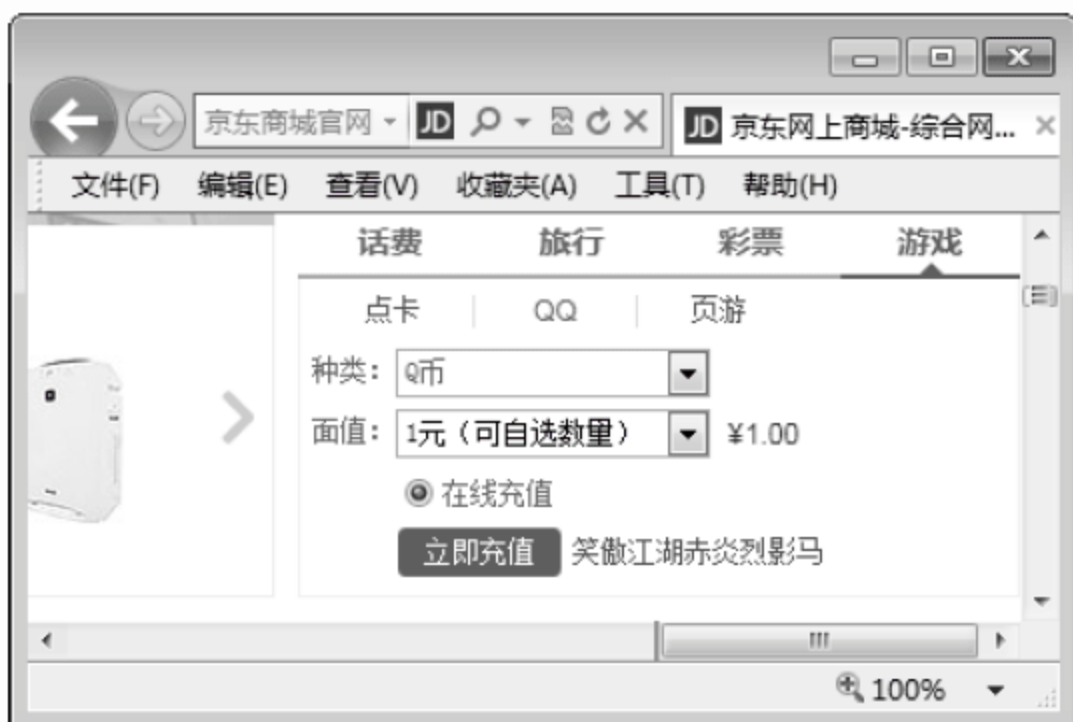 京东商城官网 JD JD 京东网上商城-综合网...
文件(F) 编辑(E) 查看(V) 收藏夹(A) 工具(T) 帮助(H)
话费 旅行 彩票 游戏
点卡 QQ 页游
种类: Q币
面值: 1元（可自选数量） ¥1.00
在线充值
立即充值 笑傲江湖赤炎烈影马
100%